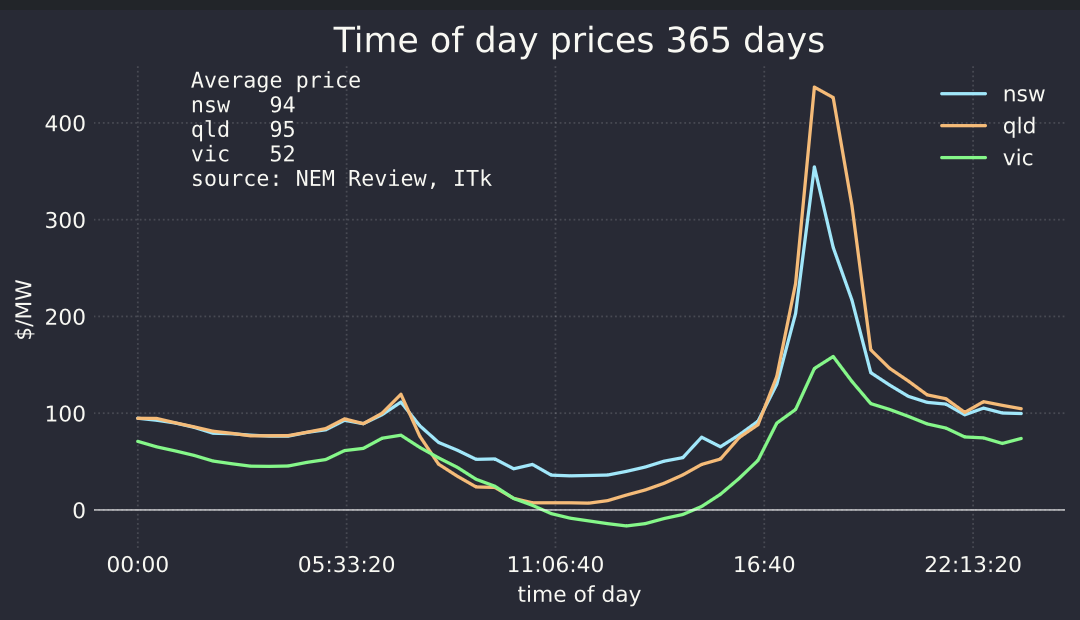 Time of day prices 365 days
Average price
nsw 94
qld 95
vic 52
source: NEM Review, ITk
nsw
qld
vic
400
300
200
100
0
$/MW
00:00 05:33:20 11:06:40 16:40 22:13:20
time of day